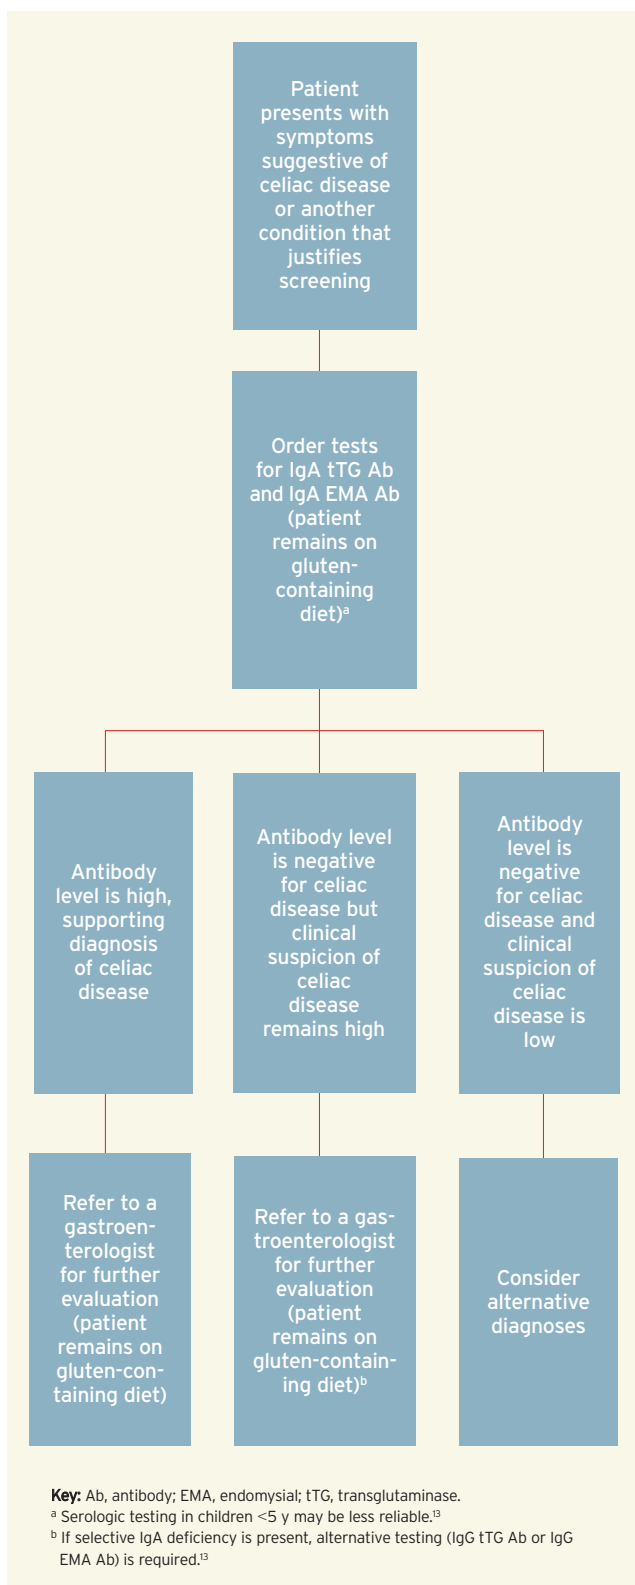 Patient
presents with
symptoms
suggestive of
celiac disease
or another
condition that
justifies
screening
Order tests
for IgA tTG Ab
and IgA EMA Ab
(patient
remains on
gluten-
containing
diet)ᵃ
Antibody
level is high,
supporting
diagnosis
of celiac
disease
Antibody level
is negative
for celiac
disease but
clinical
suspicion of
celiac
disease
remains high
Antibody
level is
negative
for celiac
disease and
clinical
suspicion of
celiac
disease is
low
Refer to a
gastroen-
terologist
for further
evaluation
(patient
remains on
gluten-con-
taining diet)
Refer to a gas-
troenterologist
for further
evaluation
(patient
remains on
gluten-contain-
ing diet)ᵇ
Consider
alternative
diagnoses
Key: Ab, antibody; EMA, endomysial; tTG, transglutaminase.
ᵃ Serologic testing in children <5 y may be less reliable.¹³
ᵇ If selective IgA deficiency is present, alternative testing (IgG tTG Ab or IgG
EMA Ab) is required.¹³